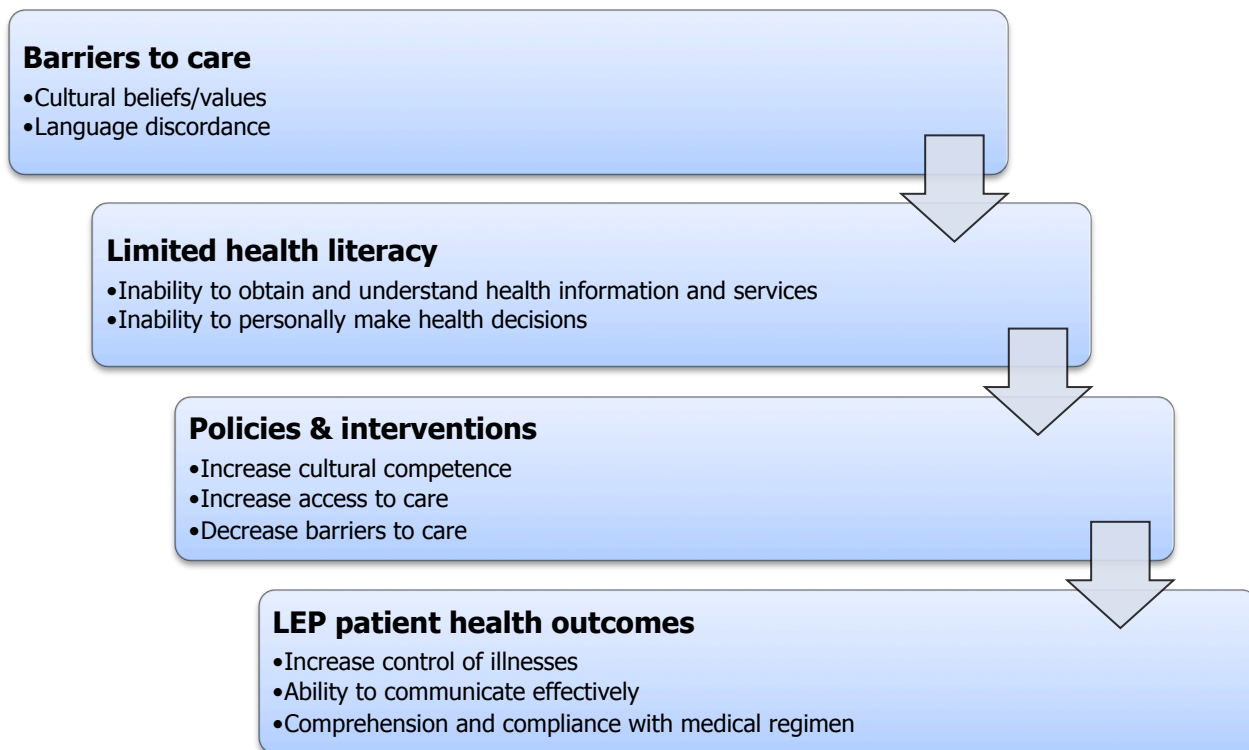 Barriers to care
•Cultural beliefs/values
•Language discordance
Limited health literacy
•Inability to obtain and understand health information and services
•Inability to personally make health decisions
Policies & interventions
•Increase cultural competence
•Increase access to care
•Decrease barriers to care
LEP patient health outcomes
•Increase control of illnesses
•Ability to communicate effectively
•Comprehension and compliance with medical regimen